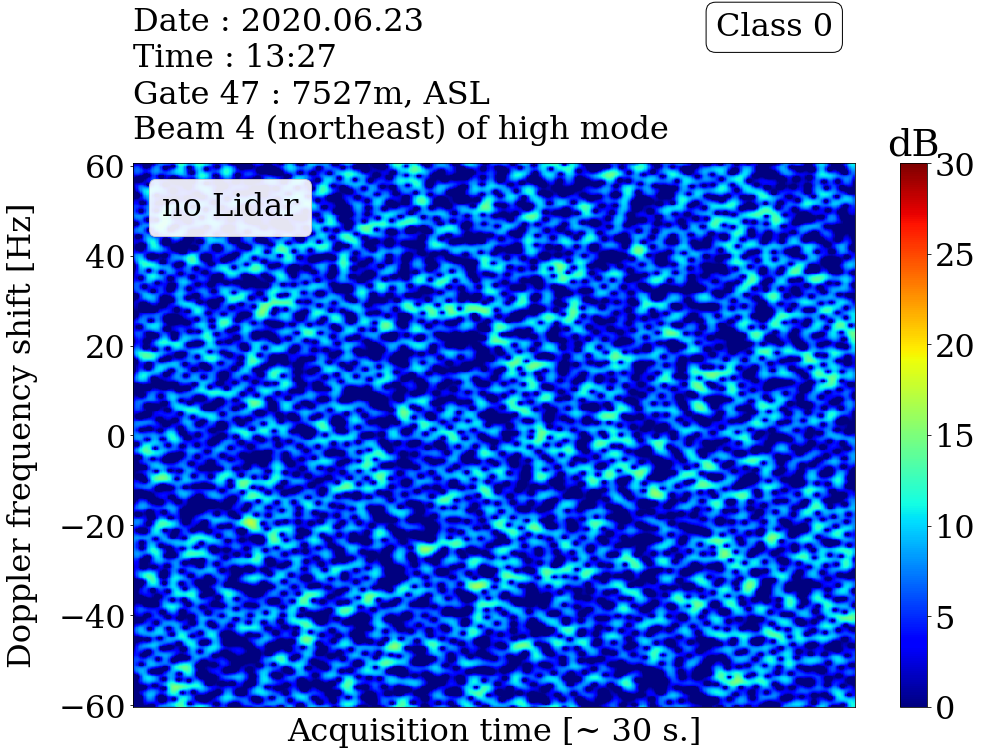 Date : 2020.06.23
Time : 13:27
Gate 47 : 7527m, ASL
Beam 4 (northeast) of high mode
Class 0
dB
no Lidar
60
40
20
0
−20
−40
−60
Doppler frequency shift [Hz]
Acquisition time [~ 30 s.]
30
25
20
15
10
5
0